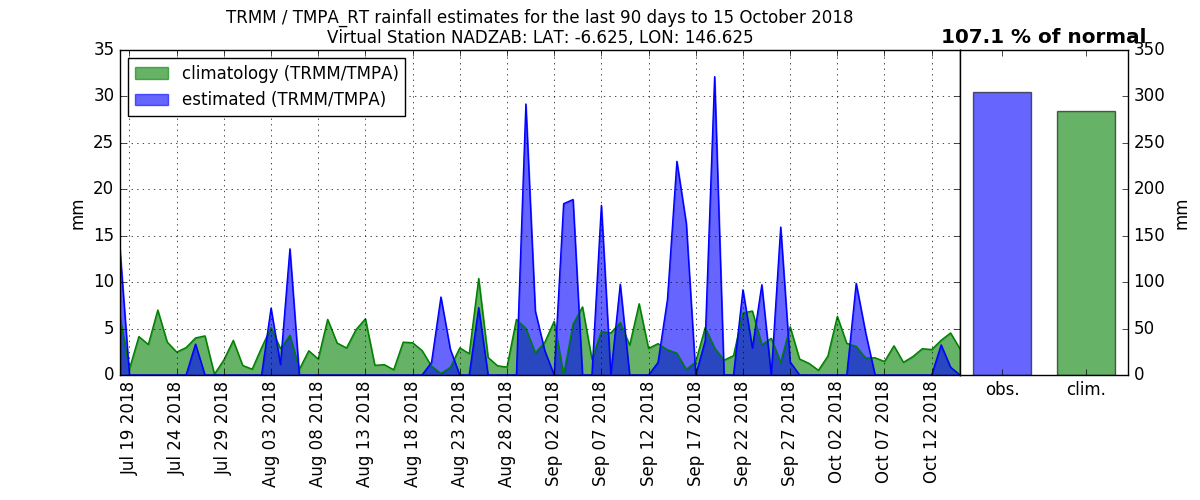 TRMM / TMPA_RT rainfall estimates for the last 90 days to 15 October 2018
Virtual Station NADZAB: LAT: -6.625, LON: 146.625
107.1 % of normal
climatology (TRMM/TMPA)
estimated (TRMM/TMPA)
mm
35
30
25
20
15
10
5
0
Jul 19 2018
Jul 24 2018
Jul 29 2018
Aug 03 2018
Aug 08 2018
Aug 13 2018
Aug 18 2018
Aug 23 2018
Aug 28 2018
Sep 02 2018
Sep 07 2018
Sep 12 2018
Sep 17 2018
Sep 22 2018
Sep 27 2018
Oct 02 2018
Oct 07 2018
Oct 12 2018
obs.
clim.
350
300
250
200
150
100
50
0
mm